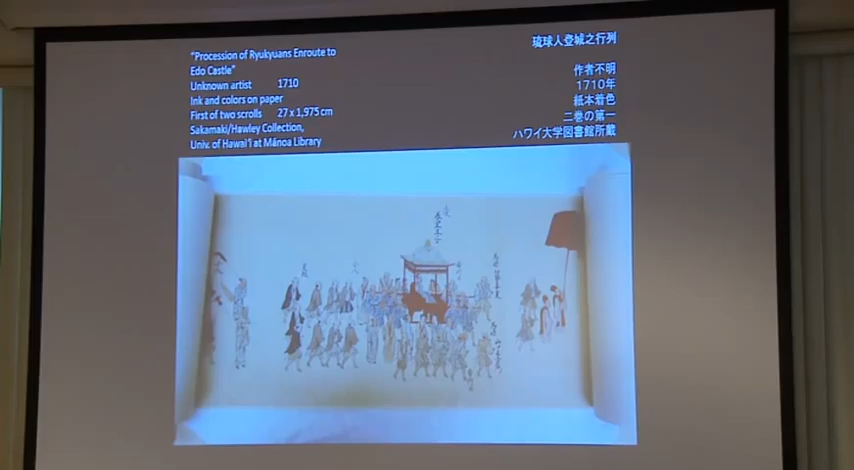 "Procession of Ryukyuans Enroute to
Edo Castle"
Unknown artist 1710
Ink and colors on paper
First of two scrolls 27 x 1,975 cm
Sakamaki/Hawley Collection,
Univ. of Hawai'i at Mānoa Library
琉球人登城之行列
作者不明
1710年
紙本着色
二巻の第一
ハワイ大学図書館所蔵